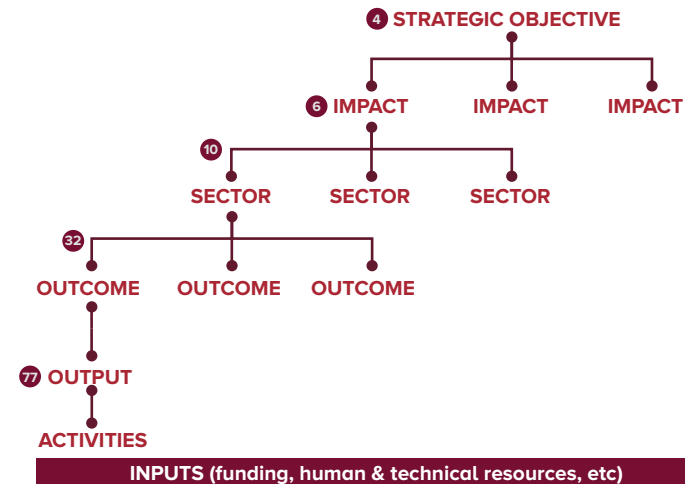 4 STRATEGIC OBJECTIVE
6 IMPACT IMPACT IMPACT
10
SECTOR SECTOR SECTOR
32
OUTCOME OUTCOME OUTCOME
77 OUTPUT
ACTIVITIES
INPUTS (funding, human & technical resources, etc)